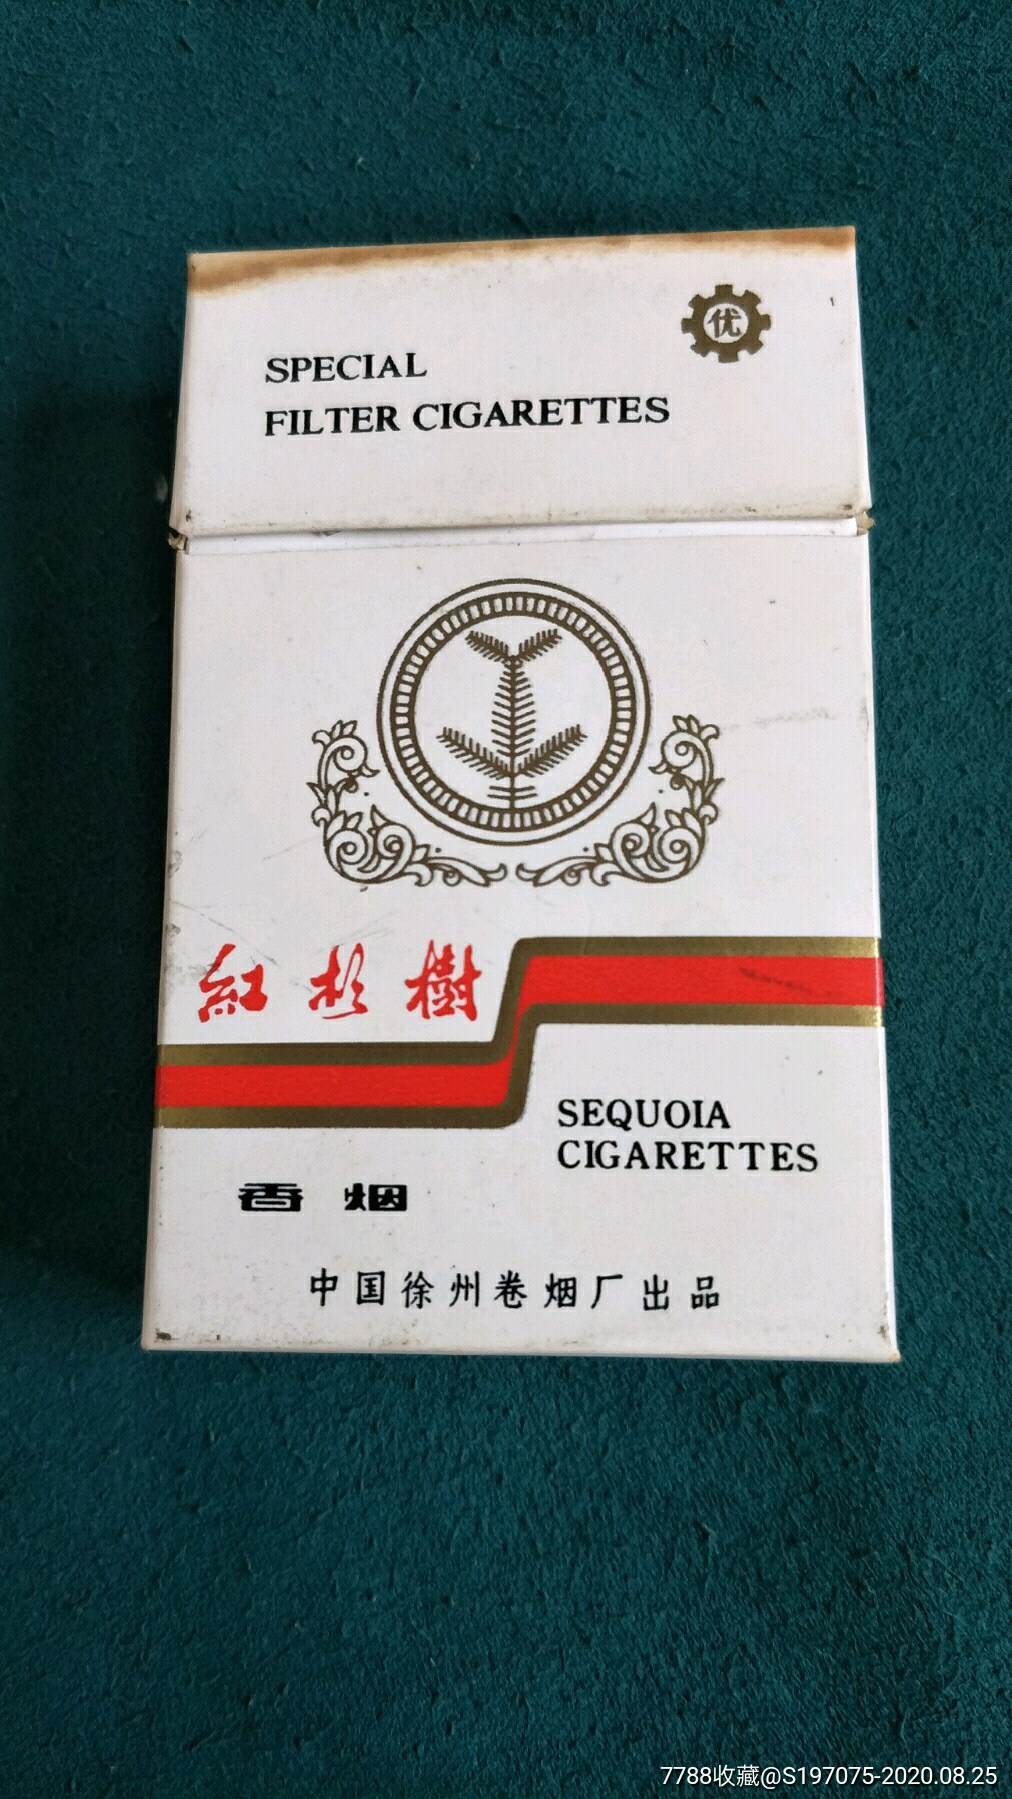 优
SPECIAL
FILTER CIGARETTES
紅杉樹
SEQUOIA
CIGARETTES
香烟
中国徐州卷烟厂出品
7788收藏@S197075-2020.08.25